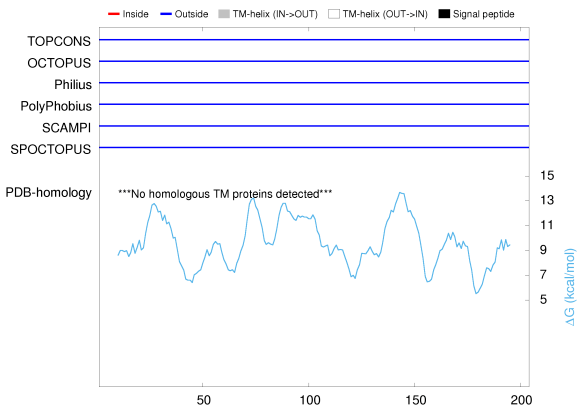 Inside Outside TM-helix (IN->OUT) TM-helix (OUT->IN) Signal peptide
TOPCONS
OCTOPUS
Philius
PolyPhobius
SCAMPI
SPOCTOPUS
PDB-homology ***No homologous TM proteins detected***
15
13
11
9
7
5
ΔG (kcal/mol)
50 100 150 200